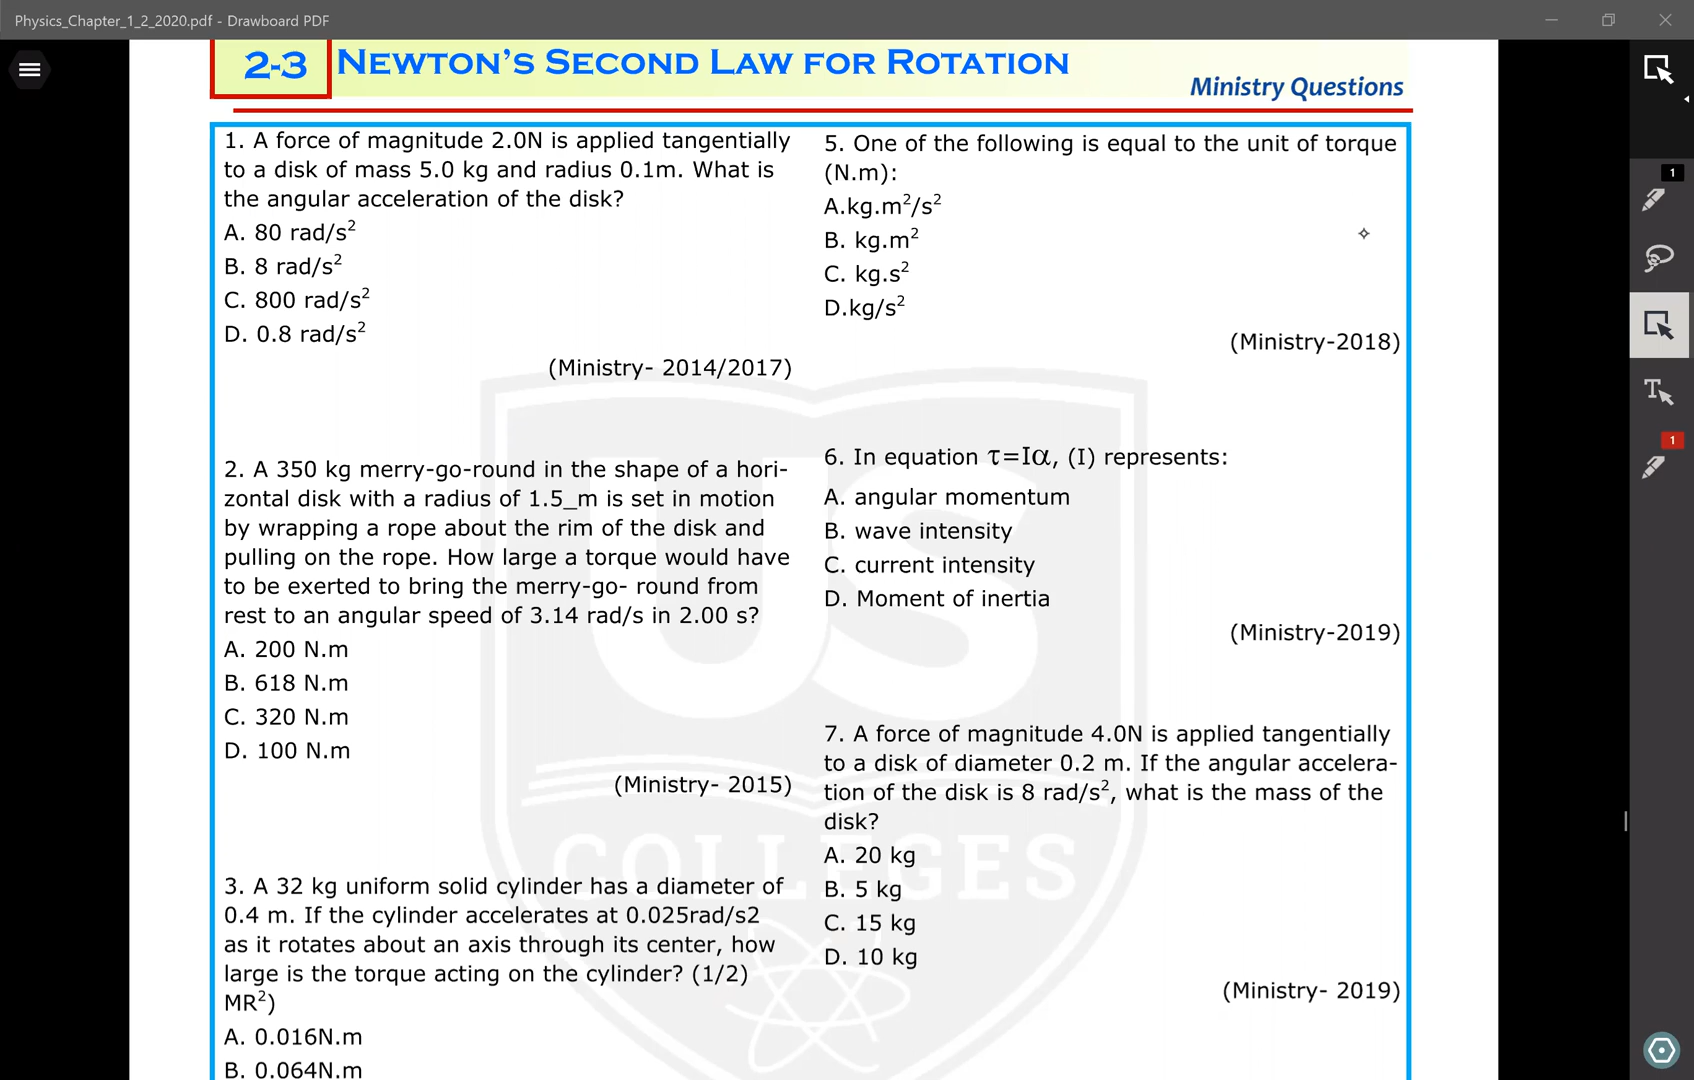 Physics_Chapter_1_2_2020.pdf - Drawboard PDF
2-3 Newton's Second Law for Rotation
Ministry Questions
1. A force of magnitude 2.0N is applied tangentially
to a disk of mass 5.0 kg and radius 0.1m. What is
the angular acceleration of the disk?
A. 80 rad/s²
B. 8 rad/s²
C. 800 rad/s²
D. 0.8 rad/s²
(Ministry- 2014/2017)
2. A 350 kg merry-go-round in the shape of a hori-
zontal disk with a radius of 1.5_m is set in motion
by wrapping a rope about the rim of the disk and
pulling on the rope. How large a torque would have
to be exerted to bring the merry-go- round from
rest to an angular speed of 3.14 rad/s in 2.00 s?
A. 200 N.m
B. 618 N.m
C. 320 N.m
D. 100 N.m
(Ministry- 2015)
3. A 32 kg uniform solid cylinder has a diameter of
0.4 m. If the cylinder accelerates at 0.025rad/s2
as it rotates about an axis through its center, how
large is the torque acting on the cylinder? (1/2)
MR²)
A. 0.016N.m
B. 0.064N.m
5. One of the following is equal to the unit of torque
(N.m):
A.kg.m²/s²
B. kg.m²
C. kg.s²
D.kg/s²
(Ministry-2018)
6. In equation τ=Iα, (I) represents:
A. angular momentum
B. wave intensity
C. current intensity
D. Moment of inertia
(Ministry-2019)
7. A force of magnitude 4.0N is applied tangentially
to a disk of diameter 0.2 m. If the angular accelera-
tion of the disk is 8 rad/s², what is the mass of the
disk?
A. 20 kg
B. 5 kg
C. 15 kg
D. 10 kg
(Ministry- 2019)
US
COLLEGES
1
1